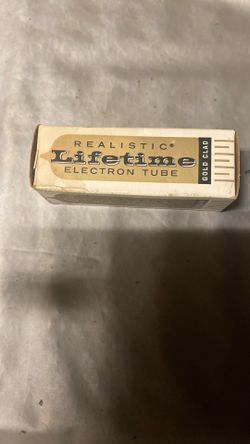 REALISTIC®
Lifetime
ELECTRON TUBE
GOLD CLAD